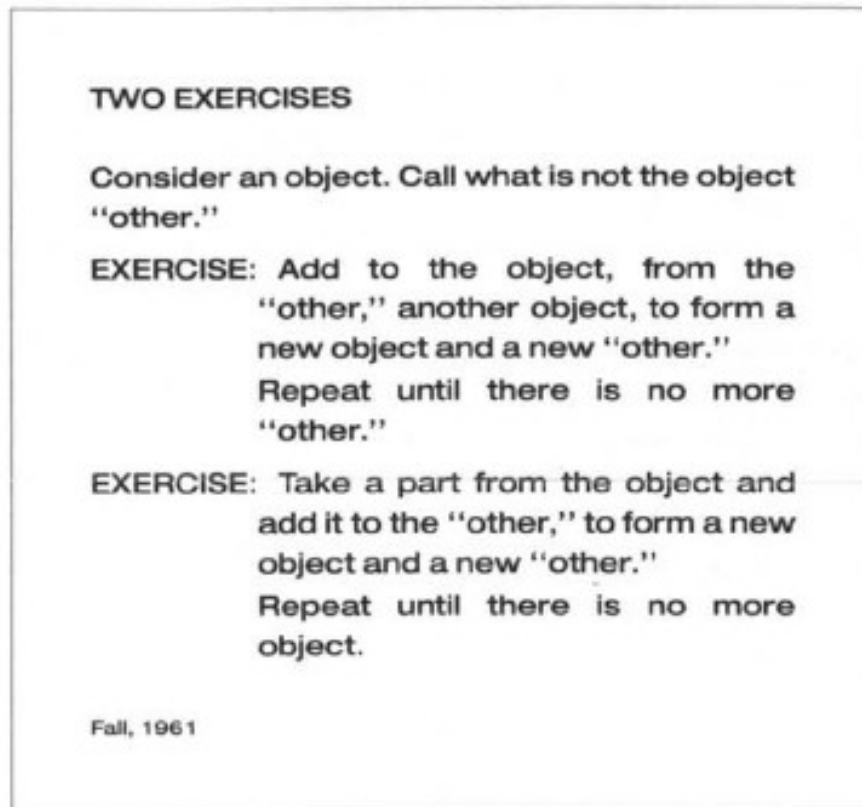 TWO EXERCISES
Consider an object. Call what is not the object
‘‘other.’’
EXERCISE: Add to the object, from the
‘‘other,’’ another object, to form a
new object and a new ‘‘other.’’
Repeat until there is no more
‘‘other.’’
EXERCISE: Take a part from the object and
add it to the ‘‘other,’’ to form a new
object and a new ‘‘other.’’
Repeat until there is no more
object.
Fall, 1961